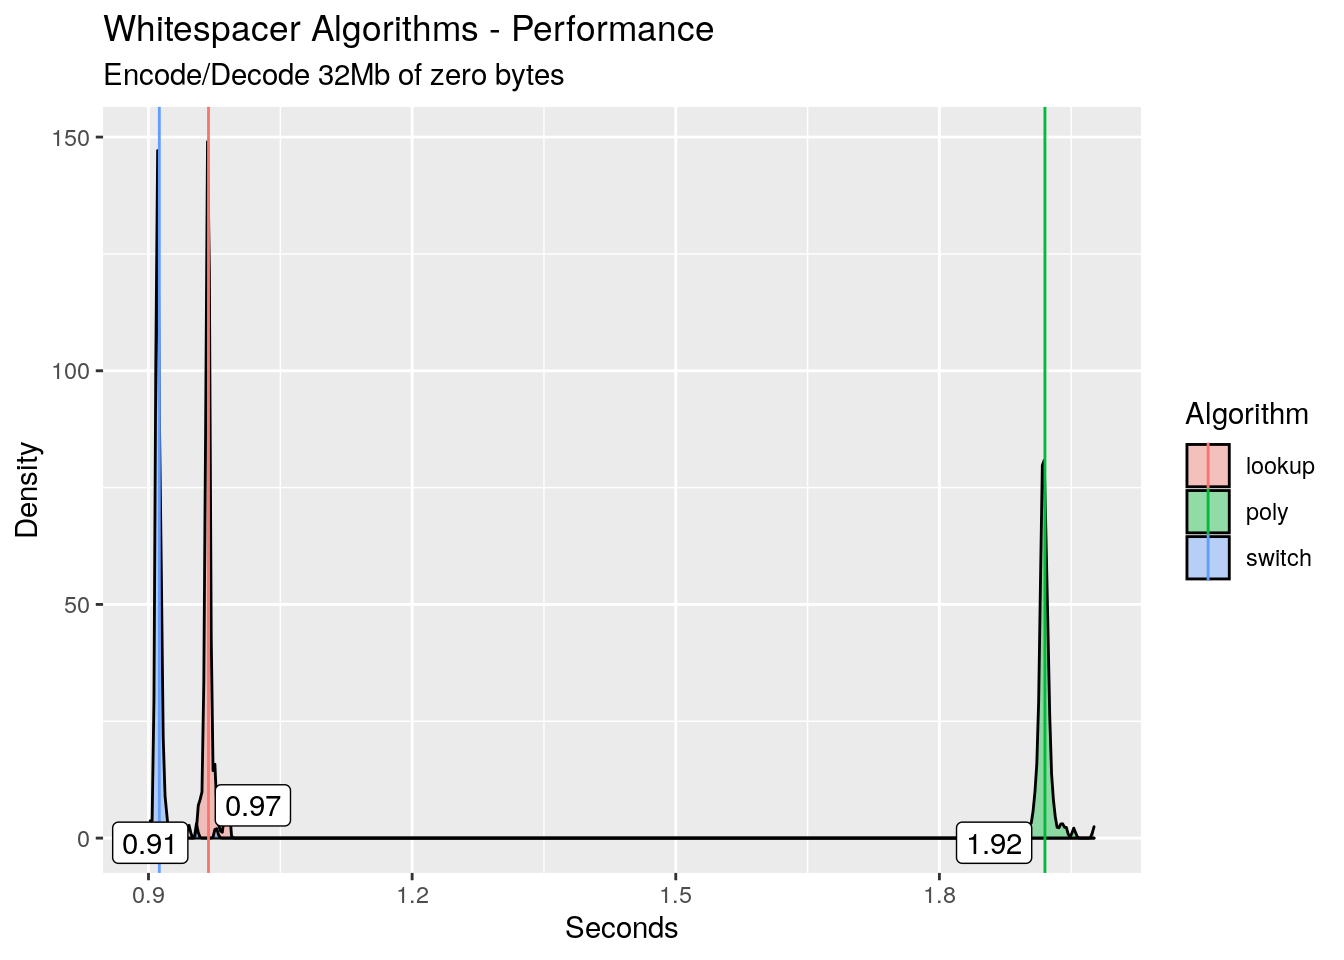 Whitespacer Algorithms - Performance
Encode/Decode 32Mb of zero bytes
150
100
50
0
Density
0.97
0.91
1.92
0.9
1.2
1.5
1.8
Seconds
Algorithm
lookup
poly
switch